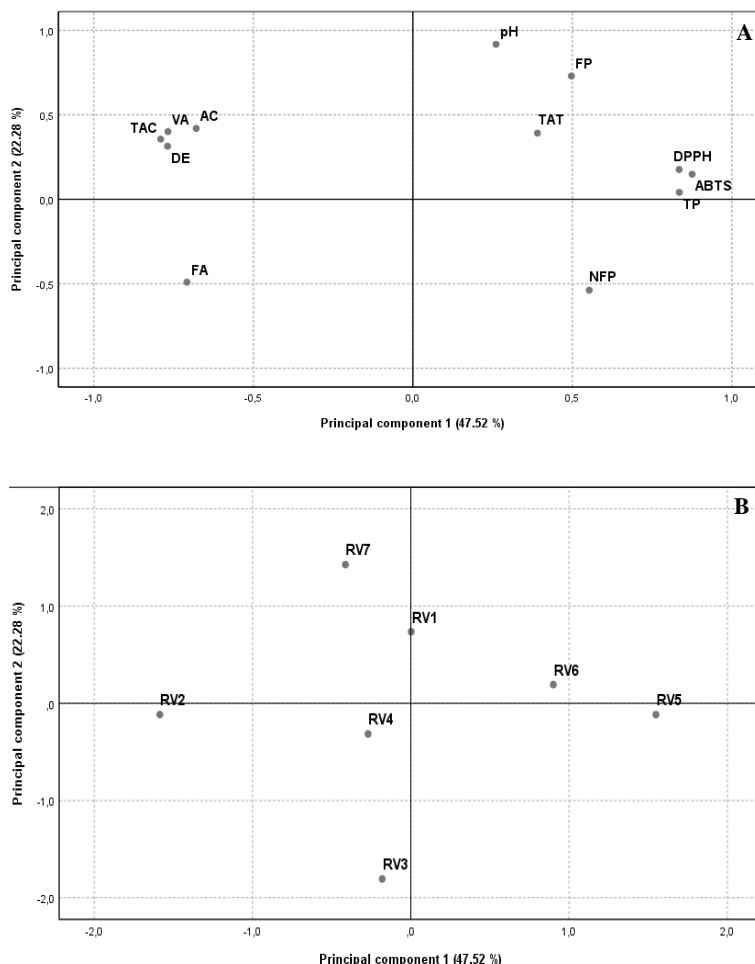 A
1,0
0,5
0,0
-0,5
-1,0
Principal component 2 (22.28 %)
pH
FP
TAC
VA
AC
DE
TAT
DPPH
ABTS
TP
FA
NFP
-1,0
-0,5
0,0
0,5
1,0
Principal component 1 (47.52 %)
B
2,0
1,0
,0
-1,0
-2,0
Principal component 2 (22.28 %)
RV7
RV1
RV6
RV2
RV5
RV4
RV3
-2,0
-1,0
,0
1,0
2,0
Principal component 1 (47.52 %)